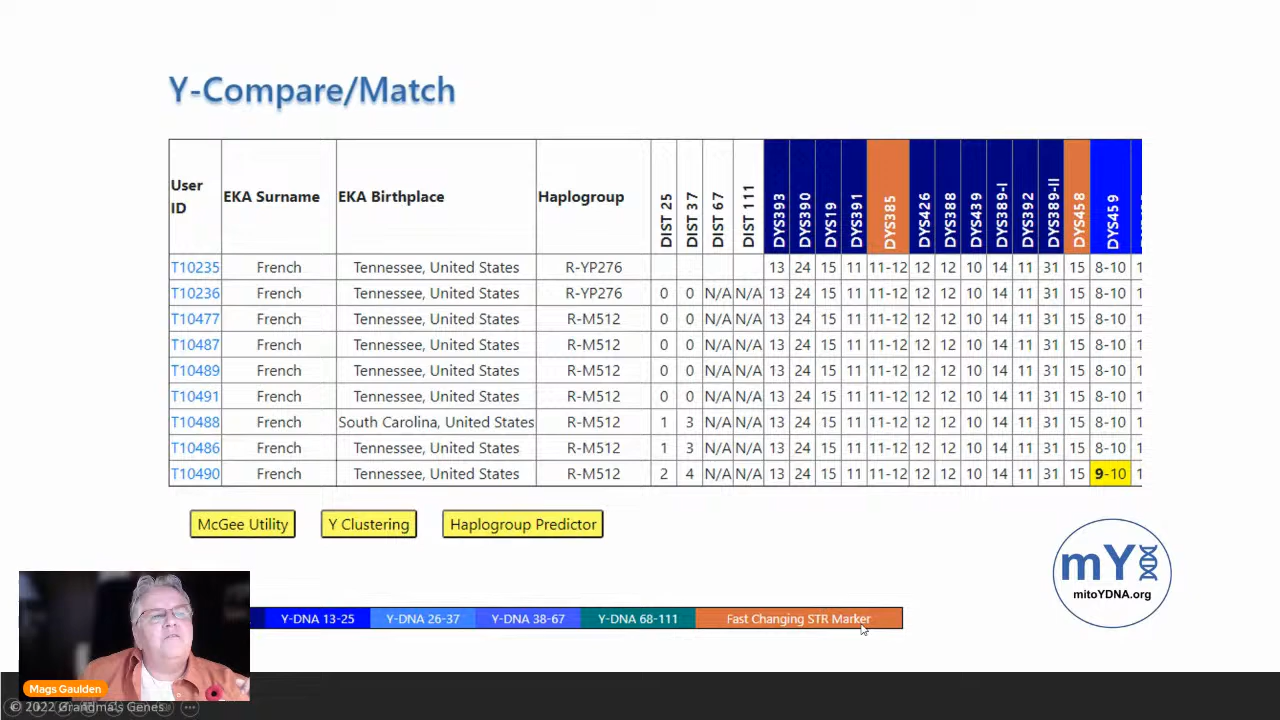 Y-Compare/Match
User ID EKA Surname EKA Birthplace Haplogroup DIST 25 DIST 37 DIST 67 DIST 111 DYS393 DYS390 DYS19 DYS391 DYS385 DYS426 DYS388 DYS439 DYS389-I DYS392 DYS389-II DYS458 DYS459
T10235 French Tennessee, United States R-YP276 13 24 15 11 11-12 12 12 10 14 11 31 15 8-10 1
T10236 French Tennessee, United States R-YP276 0 0 N/A N/A 13 24 15 11 11-12 12 12 10 14 11 31 15 8-10 1
T10477 French Tennessee, United States R-M512 0 0 N/A N/A 13 24 15 11 11-12 12 12 10 14 11 31 15 8-10 1
T10487 French Tennessee, United States R-M512 0 0 N/A N/A 13 24 15 11 11-12 12 12 10 14 11 31 15 8-10 1
T10489 French Tennessee, United States R-M512 0 0 N/A N/A 13 24 15 11 11-12 12 12 10 14 11 31 15 8-10 1
T10491 French Tennessee, United States R-M512 0 0 N/A N/A 13 24 15 11 11-12 12 12 10 14 11 31 15 8-10 1
T10488 French South Carolina, United States R-M512 1 3 N/A N/A 13 24 15 11 11-12 12 12 10 14 11 31 15 8-10 1
T10486 French Tennessee, United States R-M512 1 3 N/A N/A 13 24 15 11 11-12 12 12 10 14 11 31 15 8-10 1
T10490 French Tennessee, United States R-M512 2 4 N/A N/A 13 24 15 11 11-12 12 12 10 14 11 31 15 9-10 1
McGee Utility Y Clustering Haplogroup Predictor
mY
mitoYDNA.org
Y-DNA 13-25 Y-DNA 26-37 Y-DNA 38-67 Y-DNA 68-111 Fast Changing STR Marker
Mags Gaulden
© 2022 Grandma's Genes